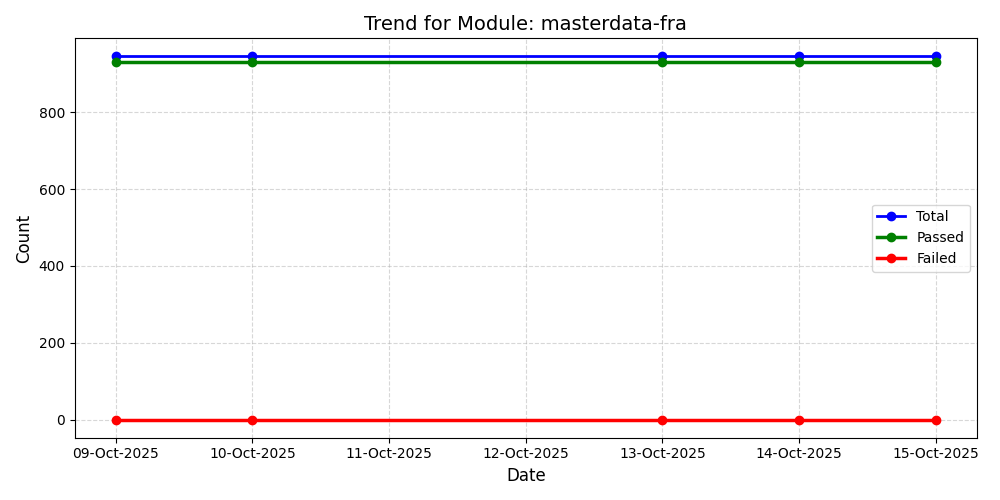 Trend for Module: masterdata-fra
Count
800
600
400
200
0
Total
Passed
Failed
09-Oct-2025 10-Oct-2025 11-Oct-2025 12-Oct-2025 13-Oct-2025 14-Oct-2025 15-Oct-2025
Date